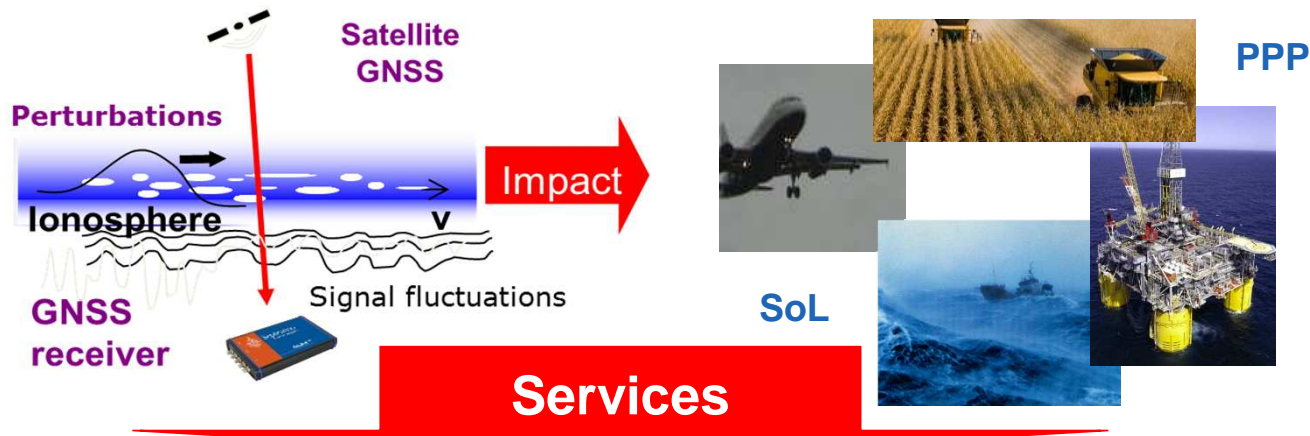 Satellite
GNSS
PPP
Perturbations
Impact
Ionosphere
v
Signal fluctuations
GNSS
receiver
SoL
Services